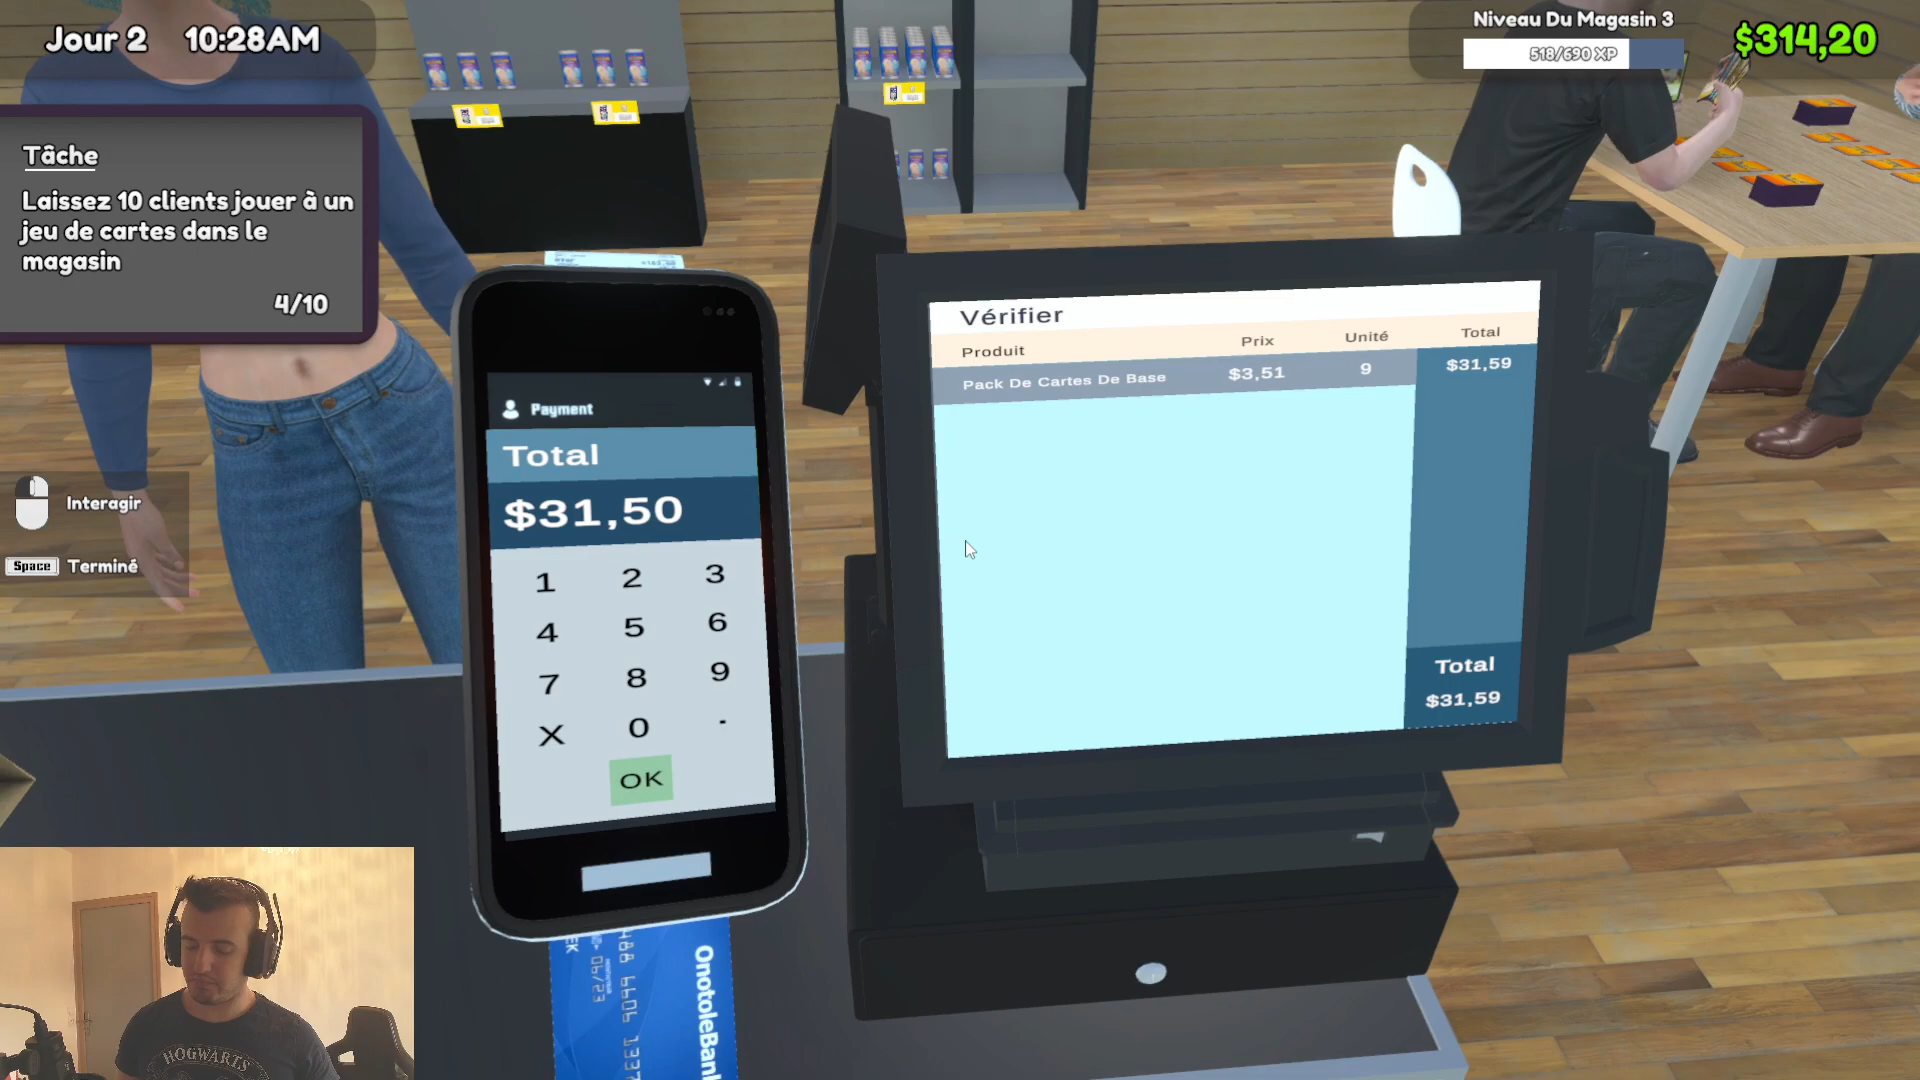 Jour 2 10:28AM
Niveau Du Magasin 3
518/690 XP
$314,20
Tâche
Laissez 10 clients jouer à un
jeu de cartes dans le
magasin
4/10
Interagir
Space Terminé
Payment
Total
$31,50
1 2 3
4 5 6
7 8 9
X 0 .
OK
Vérifier
Produit Prix Unité Total
Pack De Cartes De Base $3,51 9 $31,59
Total
$31,59
OnotoleBank
06/23
HOGWARTS